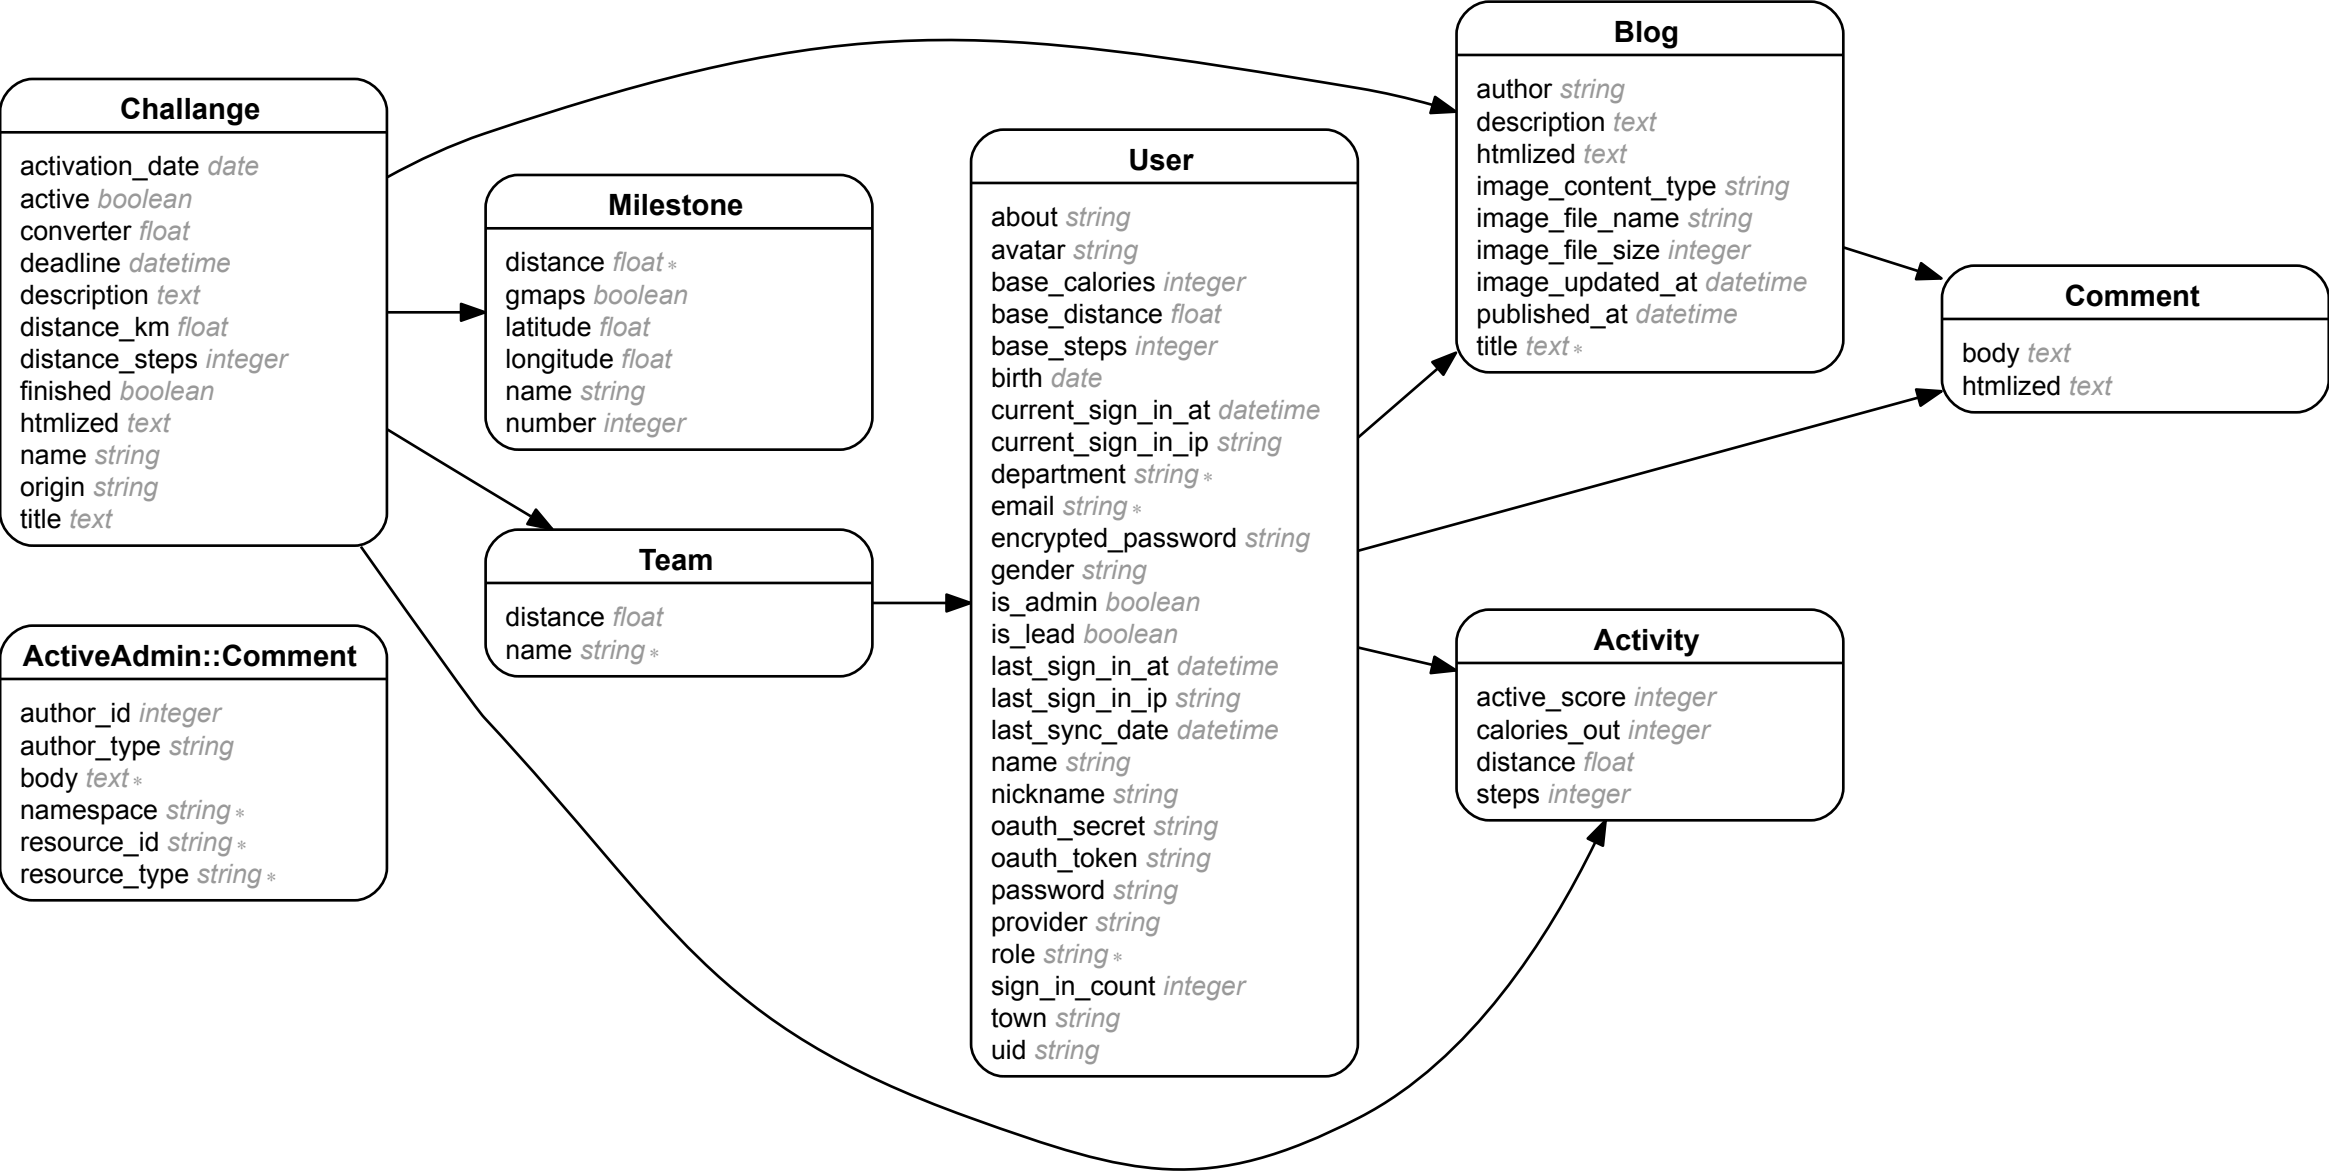 Challange
activation_date date
active boolean
converter float
deadline datetime
description text
distance_km float
distance_steps integer
finished boolean
htmlized text
name string
origin string
title text
ActiveAdmin::Comment
author_id integer
author_type string
body text *
namespace string *
resource_id string *
resource_type string *
Milestone
distance float *
gmaps boolean
latitude float
longitude float
name string
number integer
Team
distance float
name string *
User
about string
avatar string
base_calories integer
base_distance float
base_steps integer
birth date
current_sign_in_at datetime
current_sign_in_ip string
department string *
email string *
encrypted_password string
gender string
is_admin boolean
is_lead boolean
last_sign_in_at datetime
last_sign_in_ip string
last_sync_date datetime
name string
nickname string
oauth_secret string
oauth_token string
password string
provider string
role string *
sign_in_count integer
town string
uid string
Blog
author string
description text
htmlized text
image_content_type string
image_file_name string
image_file_size integer
image_updated_at datetime
published_at datetime
title text *
Activity
active_score integer
calories_out integer
distance float
steps integer
Comment
body text
htmlized text